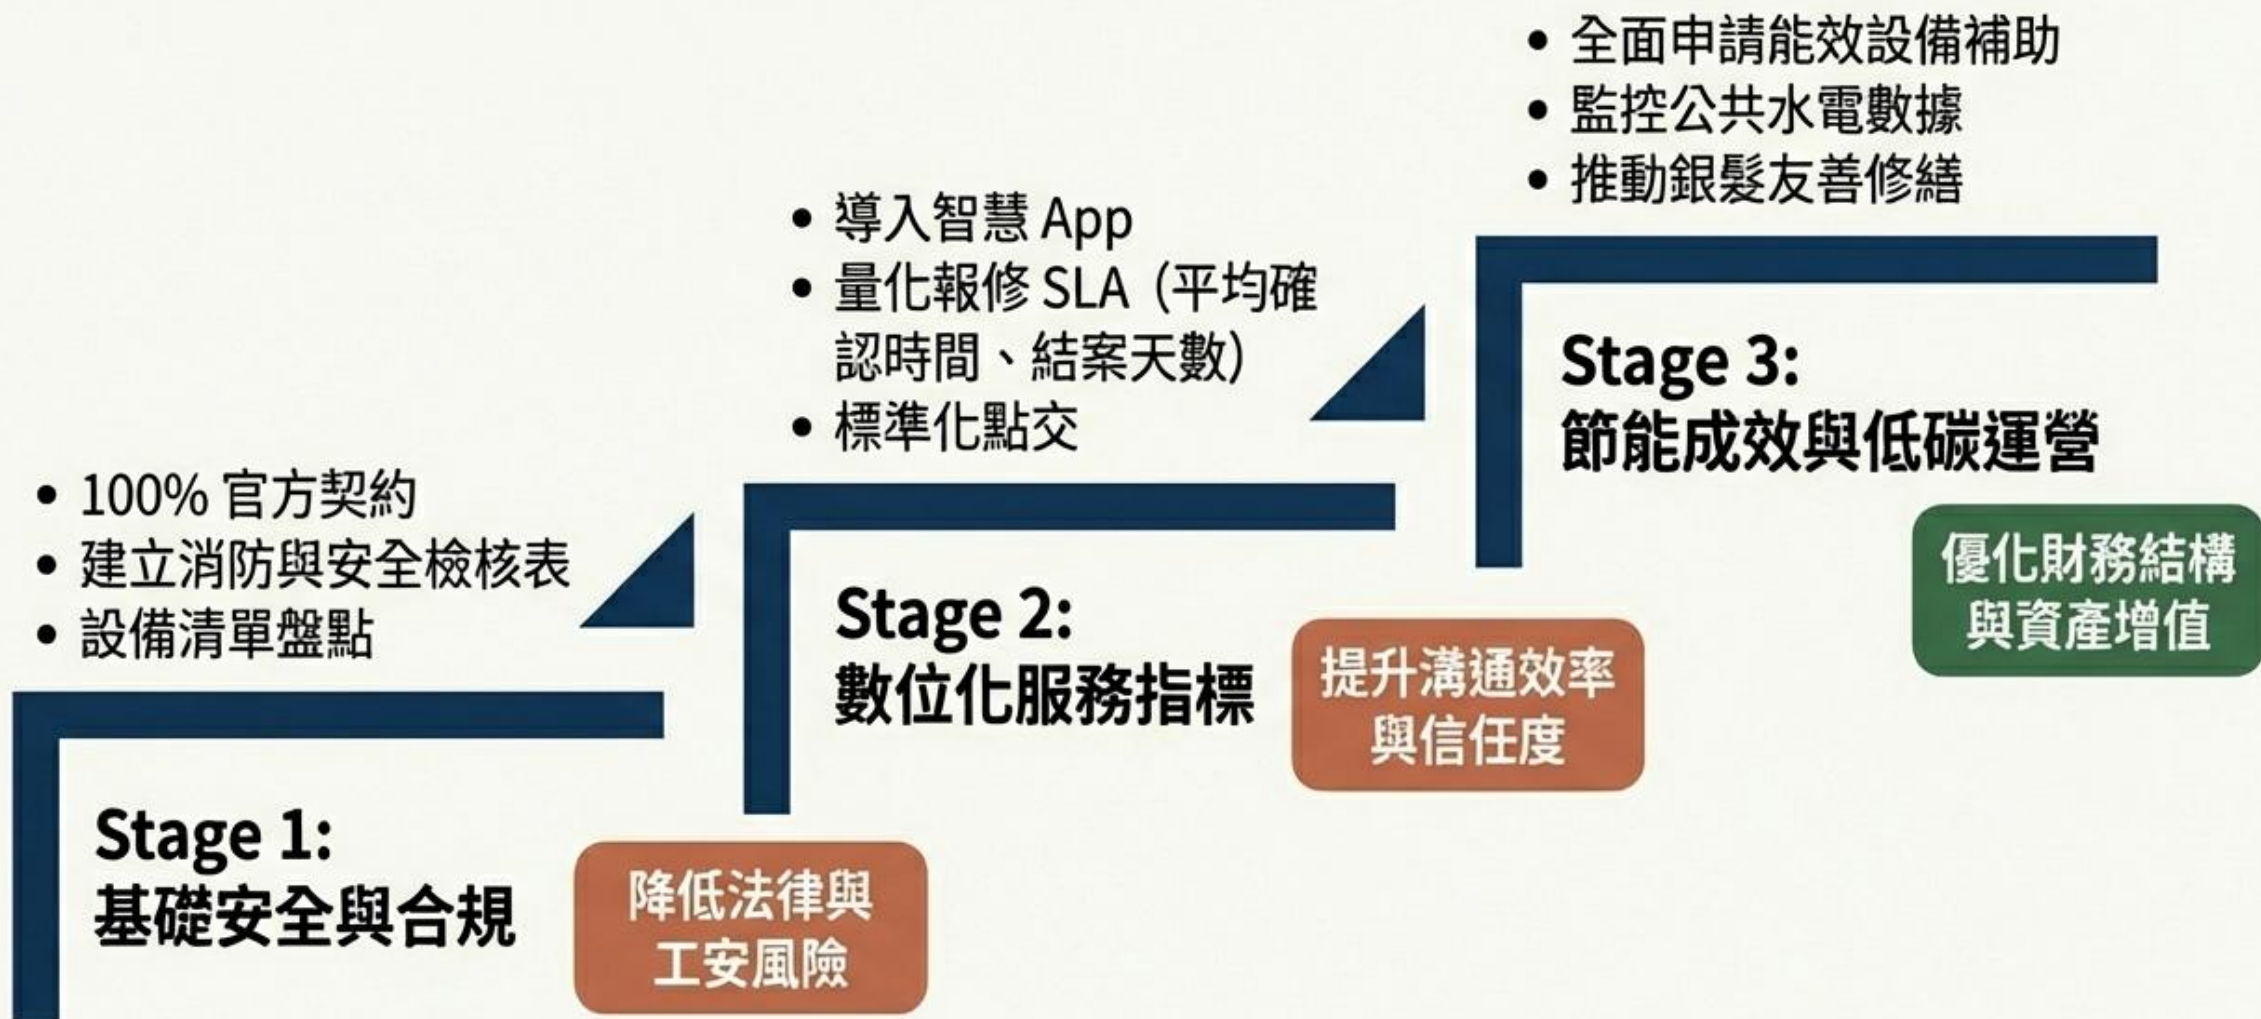 • 100% 官方契約
• 建立消防與安全檢核表
• 設備清單盤點
Stage 1:
基礎安全與合規
降低法律與
工安風險
• 導入智慧 App
• 量化報修 SLA（平均確
認時間、結案天數）
• 標準化點交
Stage 2:
數位化服務指標
提升溝通效率
與信任度
• 全面申請能效設備補助
• 監控公共水電數據
• 推動銀髮友善修繕
Stage 3:
節能成效與低碳運營
優化財務結構
與資產增值